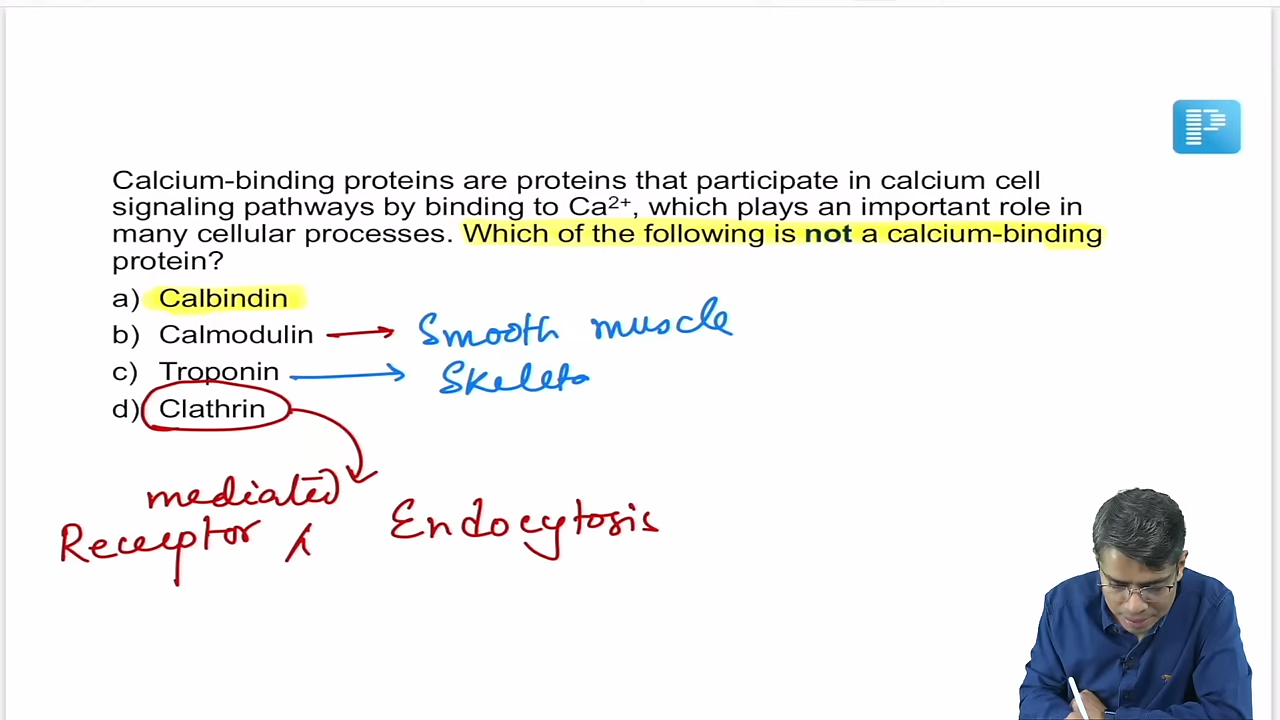 Calcium-binding proteins are proteins that participate in calcium cell
signaling pathways by binding to Ca²⁺, which plays an important role in
many cellular processes. Which of the following is not a calcium-binding
protein?
a) Calbindin
b) Calmodulin → Smooth muscle
c) Troponin → Skeleta
d) Clathrin
mediated
Receptor ^ Endocytosis